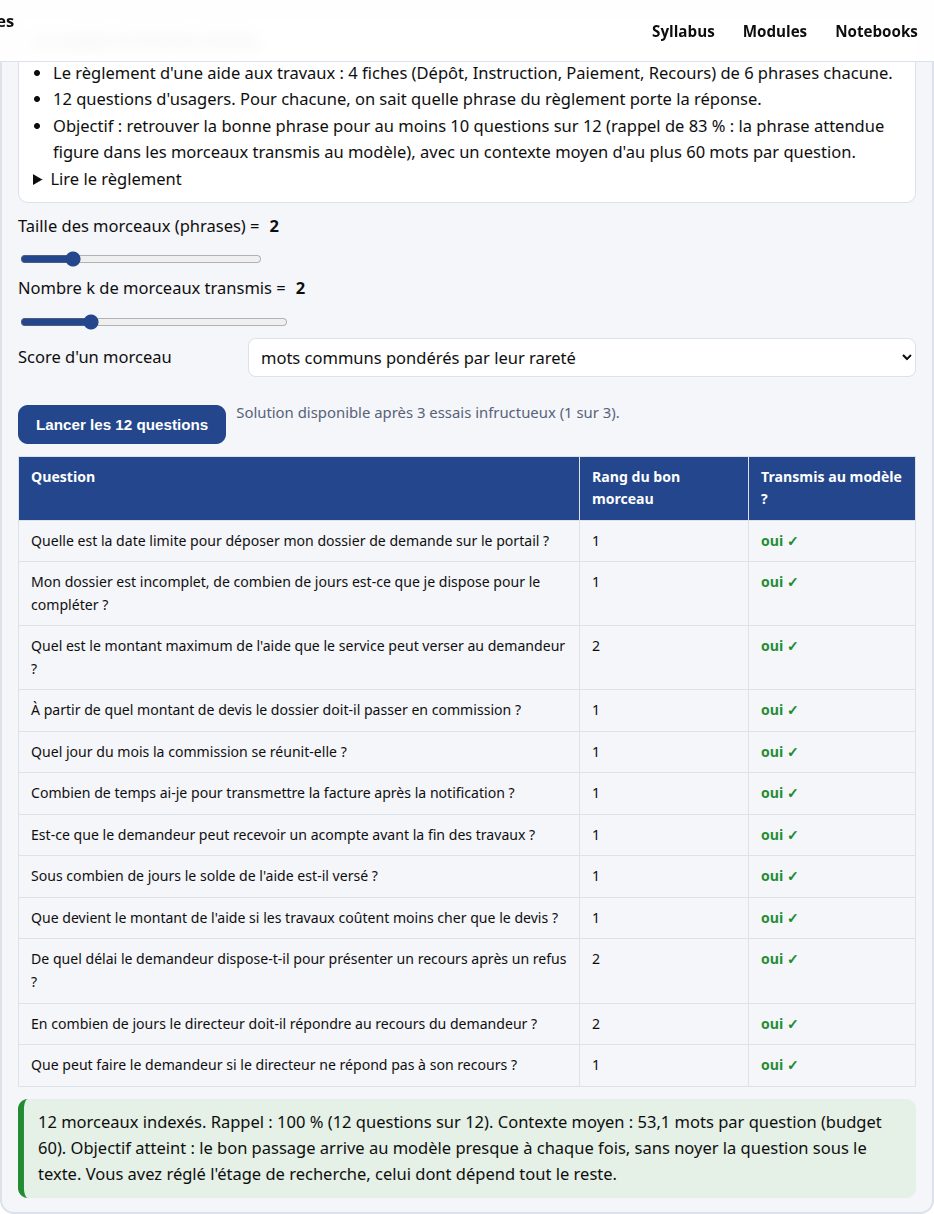 es
Syllabus Modules Notebooks
• Le règlement d'une aide aux travaux : 4 fiches (Dépôt, Instruction, Paiement, Recours) de 6 phrases chacune.
• 12 questions d'usagers. Pour chacune, on sait quelle phrase du règlement porte la réponse.
• Objectif : retrouver la bonne phrase pour au moins 10 questions sur 12 (rappel de 83 % : la phrase attendue
figure dans les morceaux transmis au modèle), avec un contexte moyen d'au plus 60 mots par question.
▶ Lire le règlement
Taille des morceaux (phrases) = 2
Nombre k de morceaux transmis = 2
Score d'un morceau mots communs pondérés par leur rareté
Lancer les 12 questions Solution disponible après 3 essais infructueux (1 sur 3).
Question Rang du bon Transmis au modèle
morceau ?
Quelle est la date limite pour déposer mon dossier de demande sur le portail ? 1 oui ✓
Mon dossier est incomplet, de combien de jours est-ce que je dispose pour le 1 oui ✓
compléter ?
Quel est le montant maximum de l'aide que le service peut verser au demandeur 2 oui ✓
?
À partir de quel montant de devis le dossier doit-il passer en commission ? 1 oui ✓
Quel jour du mois la commission se réunit-elle ? 1 oui ✓
Combien de temps ai-je pour transmettre la facture après la notification ? 1 oui ✓
Est-ce que le demandeur peut recevoir un acompte avant la fin des travaux ? 1 oui ✓
Sous combien de jours le solde de l'aide est-il versé ? 1 oui ✓
Que devient le montant de l'aide si les travaux coûtent moins cher que le devis ? 1 oui ✓
De quel délai le demandeur dispose-t-il pour présenter un recours après un refus 2 oui ✓
?
En combien de jours le directeur doit-il répondre au recours du demandeur ? 2 oui ✓
Que peut faire le demandeur si le directeur ne répond pas à son recours ? 1 oui ✓
12 morceaux indexés. Rappel : 100 % (12 questions sur 12). Contexte moyen : 53,1 mots par question (budget
60). Objectif atteint : le bon passage arrive au modèle presque à chaque fois, sans noyer la question sous le
texte. Vous avez réglé l'étage de recherche, celui dont dépend tout le reste.